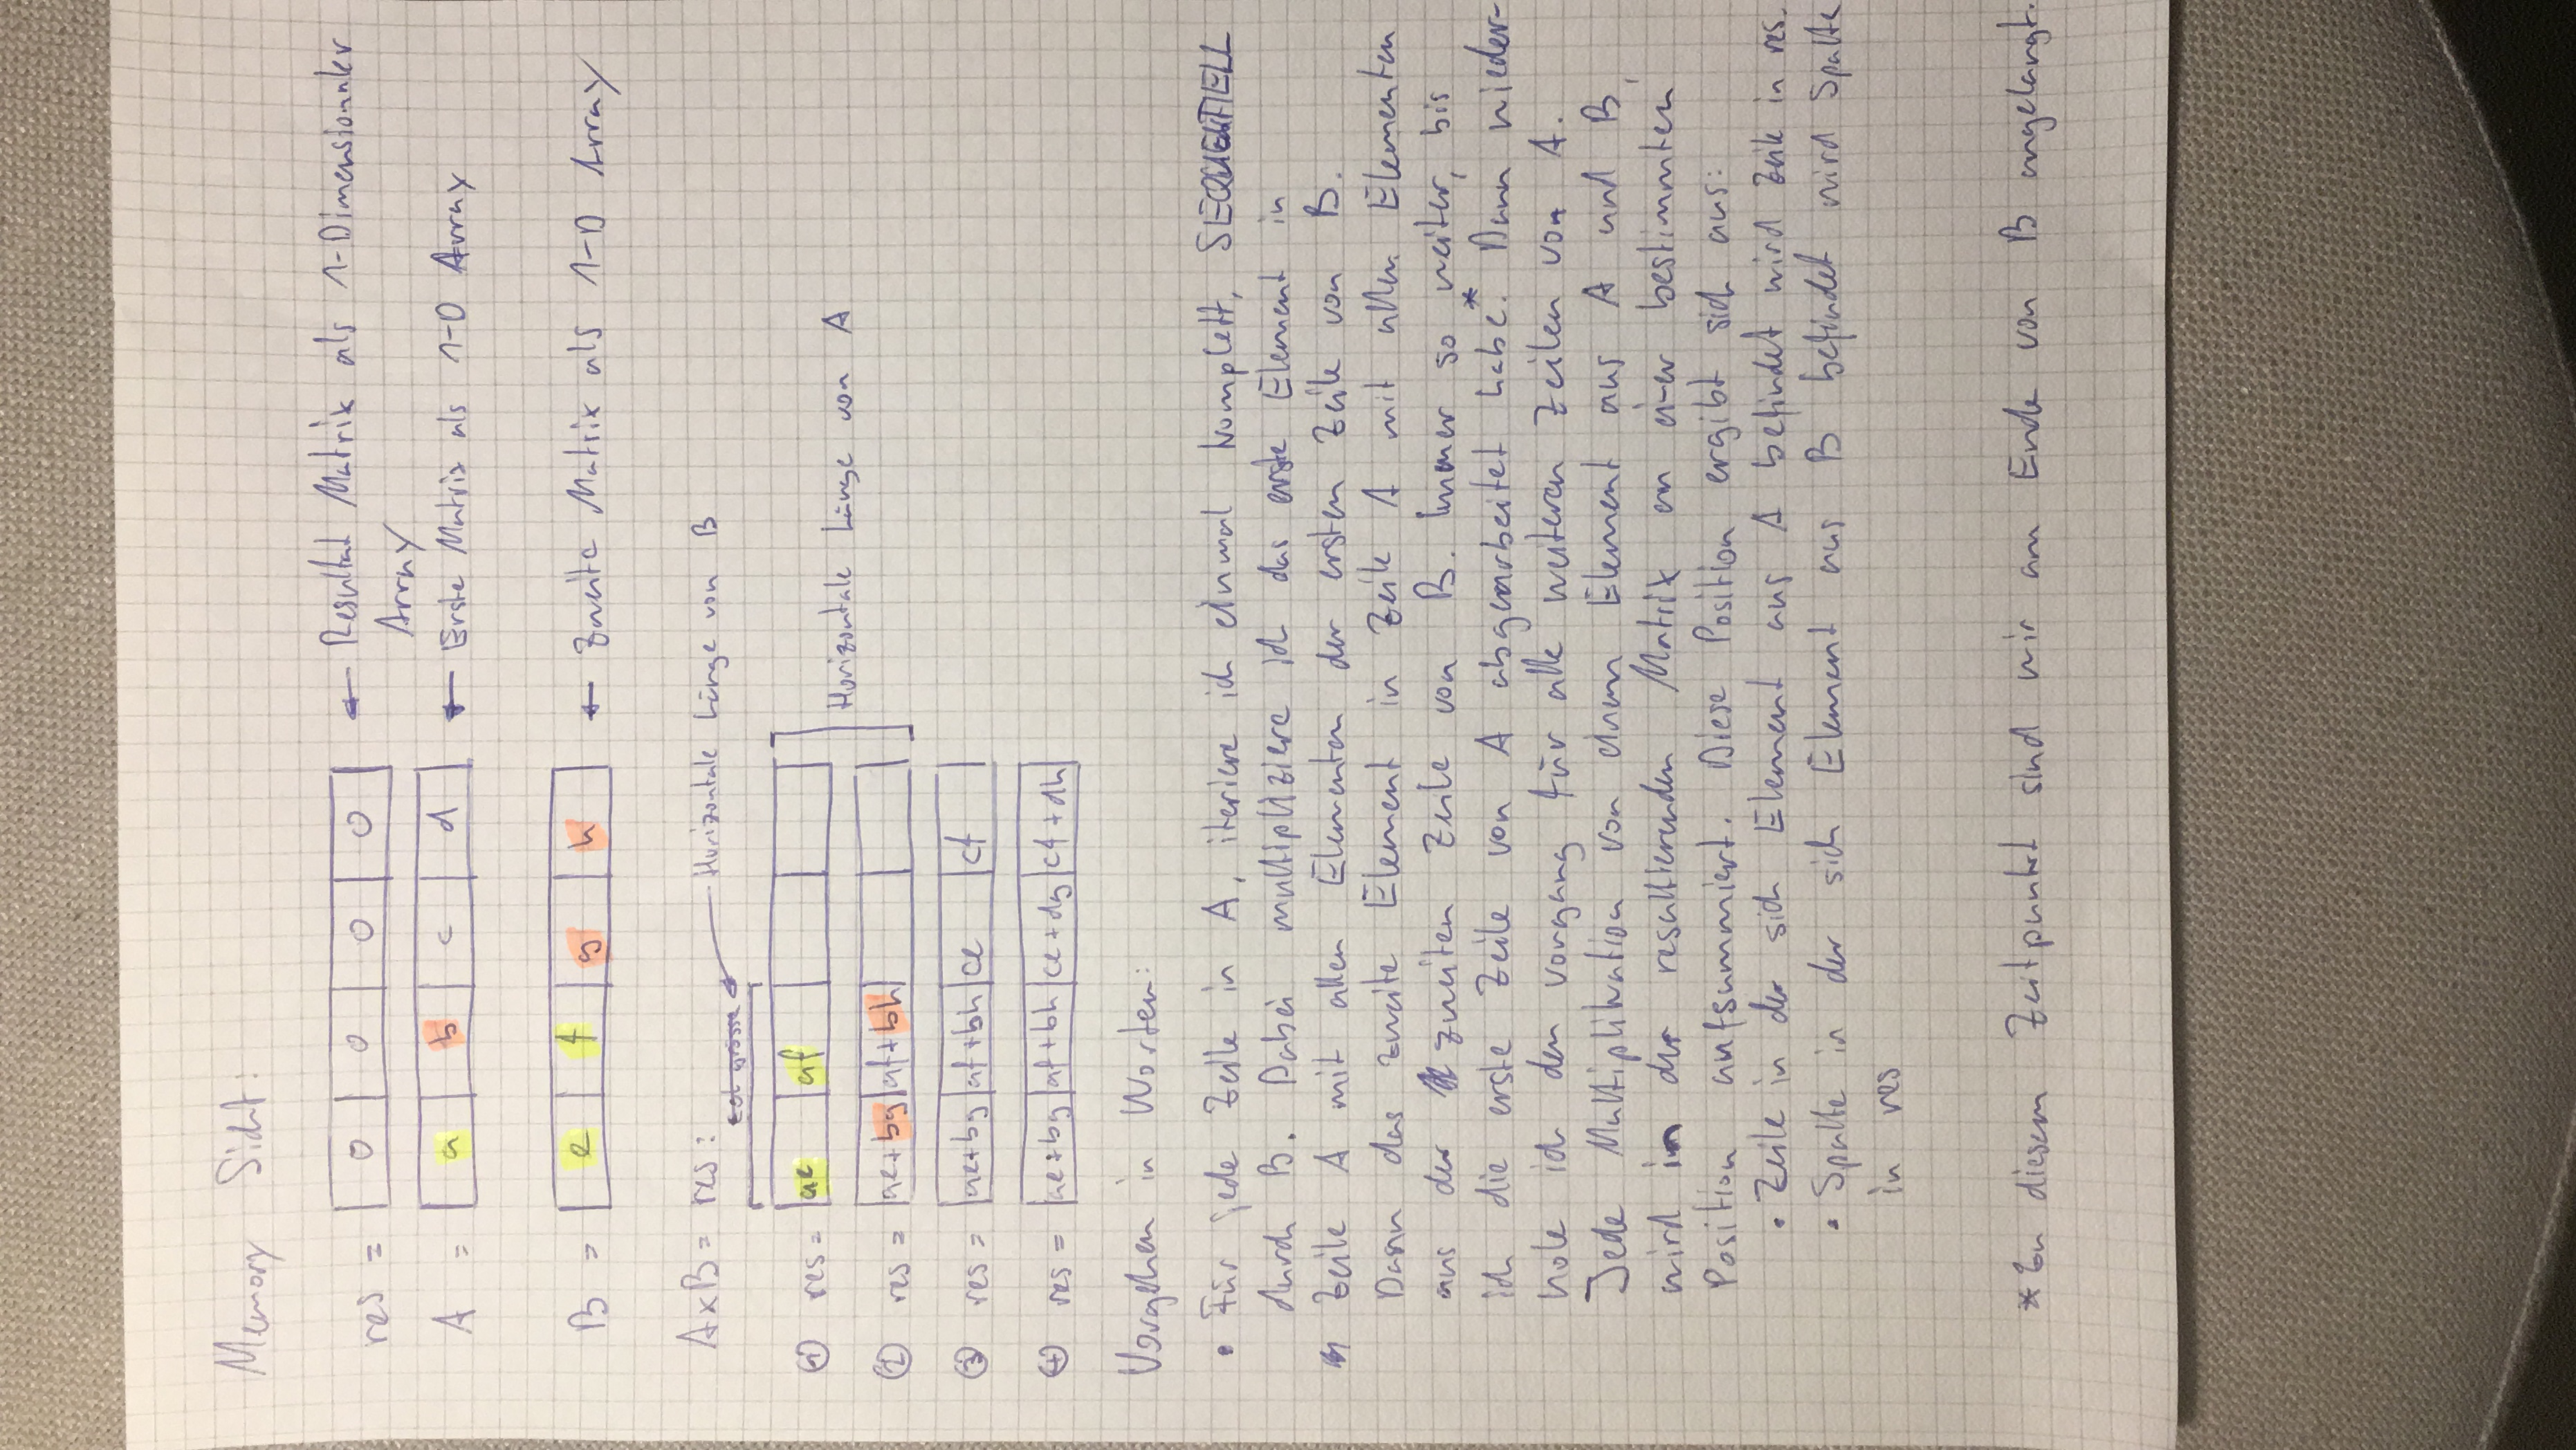 Memory Sicht:
res = 0 0 0 0 ← Resultat Matrix als 1-Dimensionaler
Array
A = a b c d ← Erste Matrix als 1-D Array
B = e f g h ← Zweite Matrix als 1-D Array
A×B = res:
Horizontale Länge von B
① res = ae af
Horizontale Länge von A
② res = ae+bg af+bh
③ res = ae+bg af+bh ce cf
④ res = ae+bg af+bh ce+dg cf+dh
Vorgehen in Worten:
• Für jede Zeile in A, iteriere ich einmal komplett, SEQUENTIELL
durch B. Dabei multipliziere ich das erste Element in
Zeile A mit allen Elementen der ersten Zeile von B.
Dann das zweite Element in Zeile A mit allen Elementen
aus der zweiten Zeile von B. Immer so weiter, bis
ich die erste Zeile von A abgearbeitet habe.* Dann wieder-
hole ich den vorgang für alle weiteren Zeilen von A.
Jede Multiplikation von einem Element aus A und B,
wird in der resultierenden Matrix an einer bestimmten
Position aufsummiert. Diese Position ergibt sich aus:
• Zeile in der sich Element aus A befindet wird Zeile in res.
• Spalte in der sich Element aus B befindet wird Spalte
in res
* Zu diesem Zeitpunkt sind wir am Ende von B angelangt.